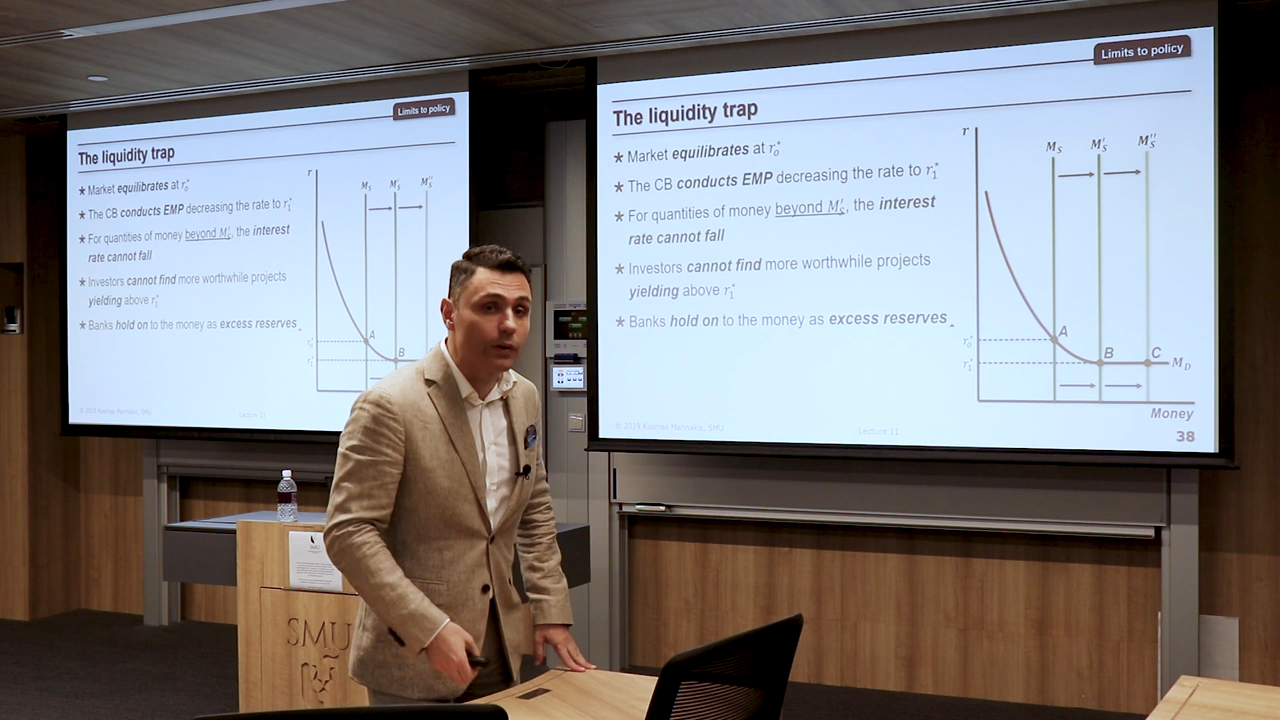 Limits to policy
The liquidity trap
★ Market equilibrates at r₀*
★ The CB conducts EMP decreasing the rate to r₁*
★ For quantities of money beyond M'ₛ, the interest
rate cannot fall
★ Investors cannot find more worthwhile projects
yielding above r₁*
★ Banks hold on to the money as excess reserves
r
Mₛ M'ₛ M''ₛ
A
r₀*
r₁*
B
© 2019 Kosmas Marinakis, SMU
Lecture 11
Limits to policy
The liquidity trap
★ Market equilibrates at r₀*
★ The CB conducts EMP decreasing the rate to r₁*
★ For quantities of money beyond M'ₛ, the interest
rate cannot fall
★ Investors cannot find more worthwhile projects
yielding above r₁*
★ Banks hold on to the money as excess reserves
r
Mₛ M'ₛ M''ₛ
A
r₀*
B C
r₁* M_D
Money
© 2019 Kosmas Marinakis, SMU
Lecture 11
38
SMU